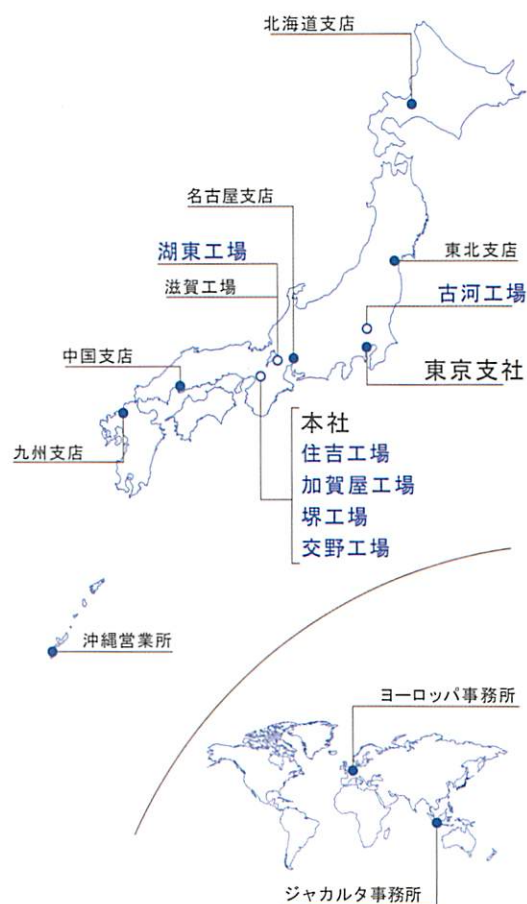 北海道支店
名古屋支店
湖東工場
滋賀工場
東北支店
古河工場
中国支店
東京支社
九州支店
本社
住吉工場
加賀屋工場
堺工場
交野工場
沖縄営業所
ヨーロッパ事務所
ジャカルタ事務所